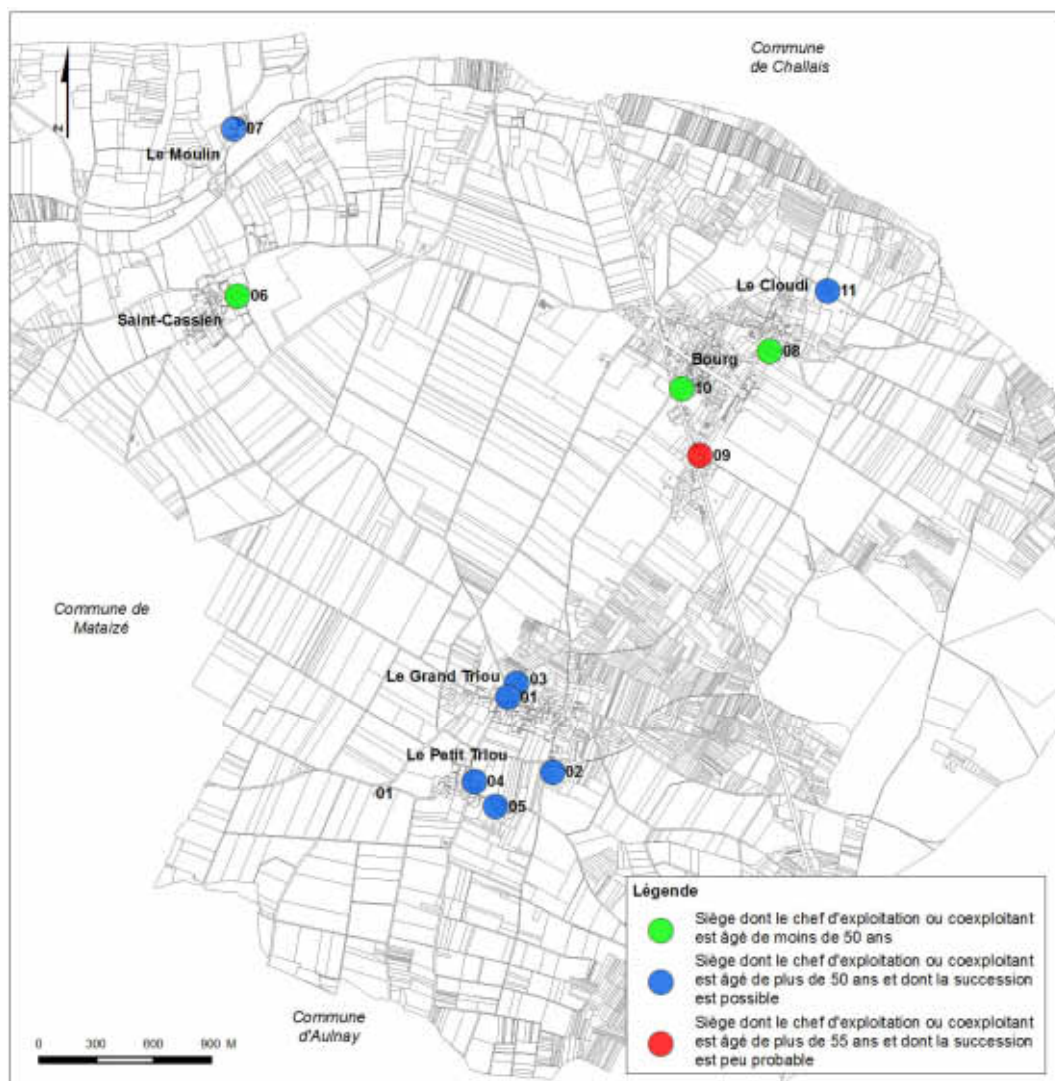 Commune
de Challais
07
Le Moulin
06
Saint-Cassien
Le Cloudi
11
08
Bourg
10
09
Commune de
Mataizé
Le Grand Triou
03
01
Le Petit Triou
02
04
01
05
Légende
Siège dont le chef d'exploitation ou coexploitant
est âgé de moins de 50 ans
Siège dont le chef d'exploitation ou coexploitant
est âgé de plus de 50 ans et dont la succession
est possible
Siège dont le chef d'exploitation ou coexploitant
est âgé de plus de 55 ans et dont la succession
est peu probable
Commune
d'Aulnay
0 300 600 900 M